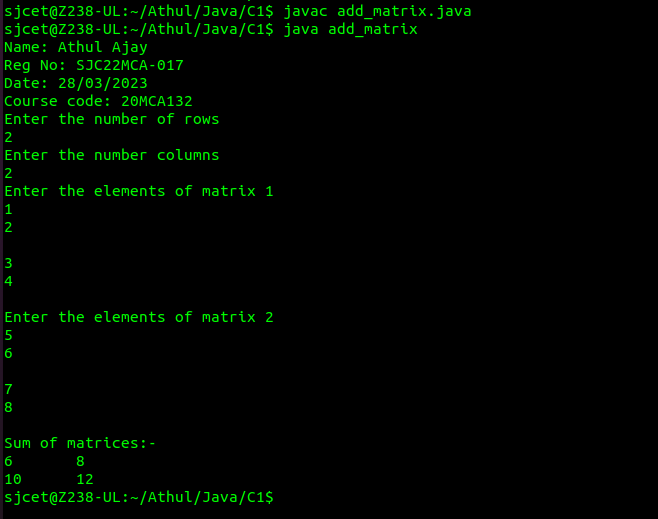 sjcet@Z238-UL:~/Athul/Java/C1$ javac add_matrix.java
sjcet@Z238-UL:~/Athul/Java/C1$ java add_matrix
Name: Athul Ajay
Reg No: SJC22MCA-017
Date: 28/03/2023
Course code: 20MCA132
Enter the number of rows
2
Enter the number columns
2
Enter the elements of matrix 1
1
2

3
4

Enter the elements of matrix 2
5
6

7
8

Sum of matrices:-
6       8
10      12
sjcet@Z238-UL:~/Athul/Java/C1$